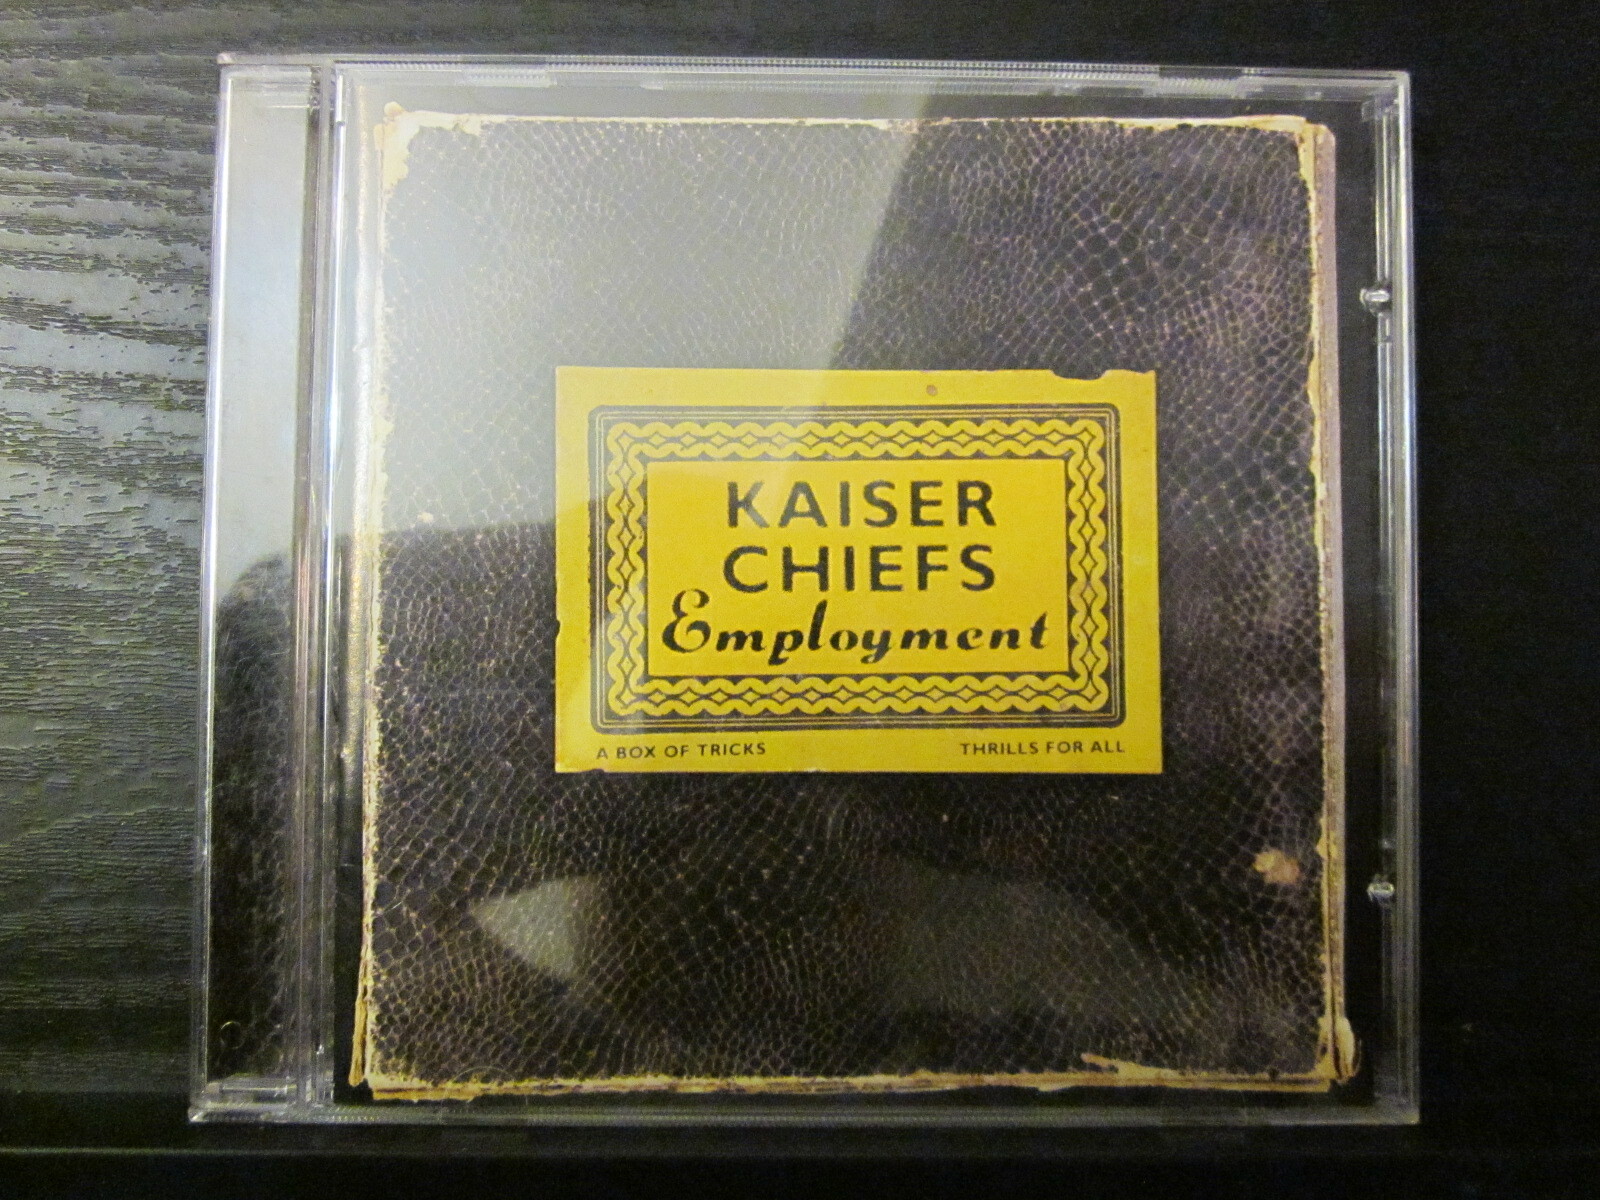 KAISER
CHIEFS
Employment
A BOX OF TRICKS
THRILLS FOR ALL